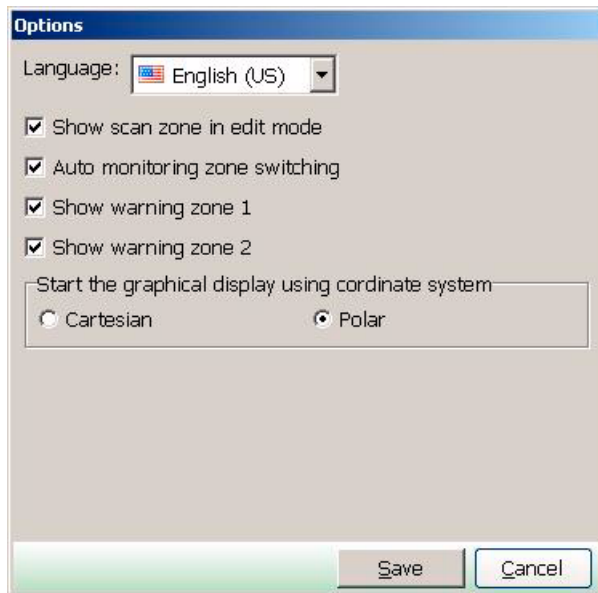 Options
Language: English (US)
Show scan zone in edit mode
Auto monitoring zone switching
Show warning zone 1
Show warning zone 2
Start the graphical display using cordinate system
Cartesian Polar
Save Cancel